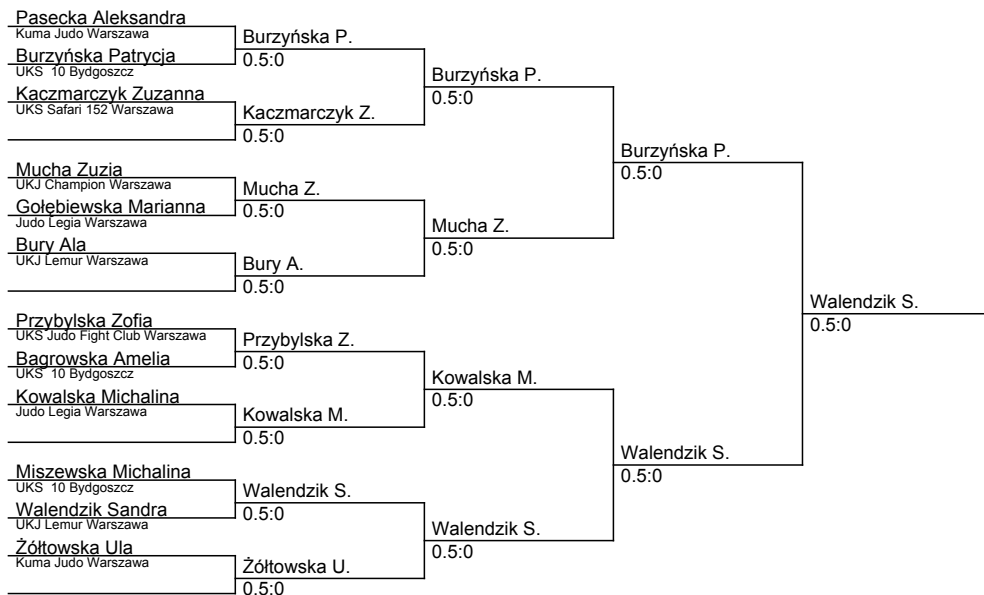 Pasecka Aleksandra
Kuma Judo Warszawa
Burzyńska P.
0.5:0
Burzyńska Patrycja
UKS 10 Bydgoszcz
Burzyńska P.
0.5:0
Kaczmarczyk Zuzanna
UKS Safari 152 Warszawa
Kaczmarczyk Z.
0.5:0
Burzyńska P.
0.5:0
Mucha Zuzia
UKJ Champion Warszawa
Mucha Z.
0.5:0
Gołębiewska Marianna
Judo Legia Warszawa
Mucha Z.
0.5:0
Bury Ala
UKJ Lemur Warszawa
Bury A.
0.5:0
Walendzik S.
0.5:0
Przybylska Zofia
UKS Judo Fight Club Warszawa
Przybylska Z.
0.5:0
Bagrowska Amelia
UKS 10 Bydgoszcz
Kowalska M.
0.5:0
Kowalska Michalina
Judo Legia Warszawa
Kowalska M.
0.5:0
Walendzik S.
0.5:0
Miszewska Michalina
UKS 10 Bydgoszcz
Walendzik S.
0.5:0
Walendzik Sandra
UKJ Lemur Warszawa
Walendzik S.
0.5:0
Żółtowska Ula
Kuma Judo Warszawa
Żółtowska U.
0.5:0